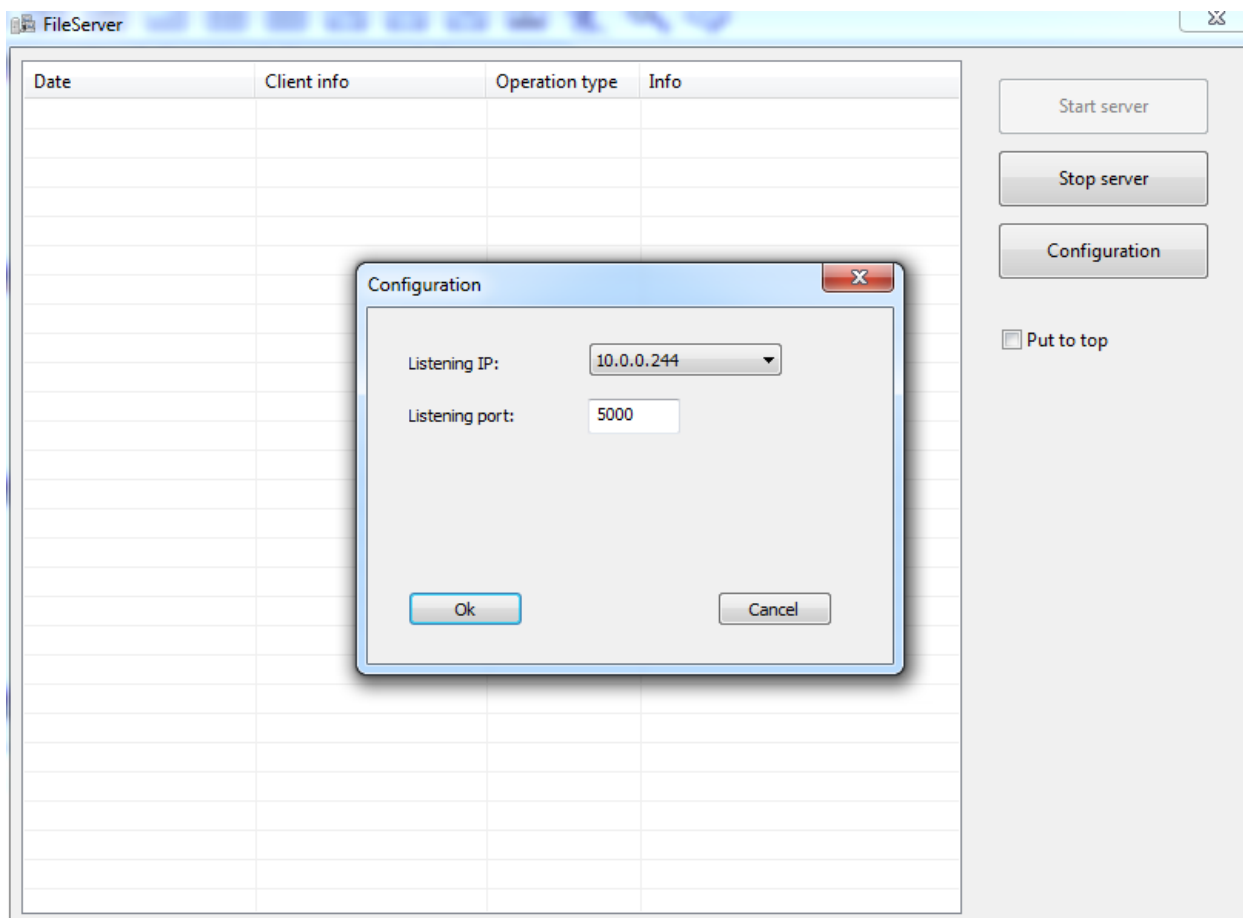 FileServer
Date Client info Operation type Info
Start server
Stop server
Configuration
Put to top
Configuration
Listening IP: 10.0.0.244
Listening port: 5000
Ok Cancel